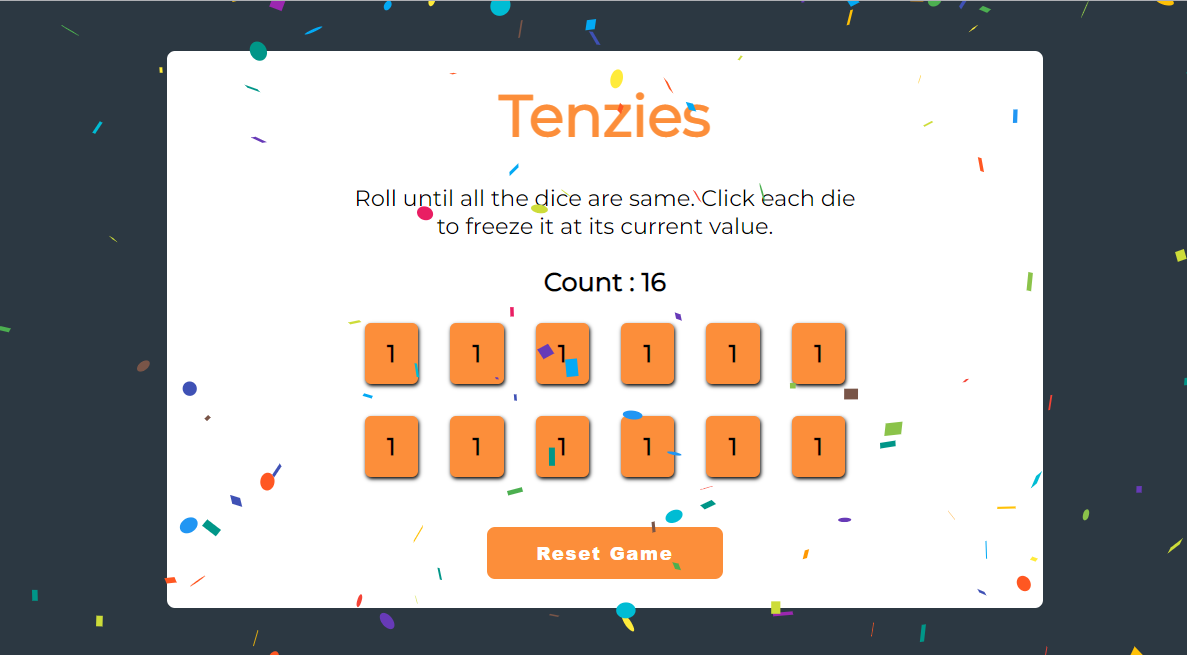 Tenzies
Roll until all the dice are same. Click each die
to freeze it at its current value.
Count : 16
1 1 1 1 1 1
1 1 1 1 1 1
Reset Game